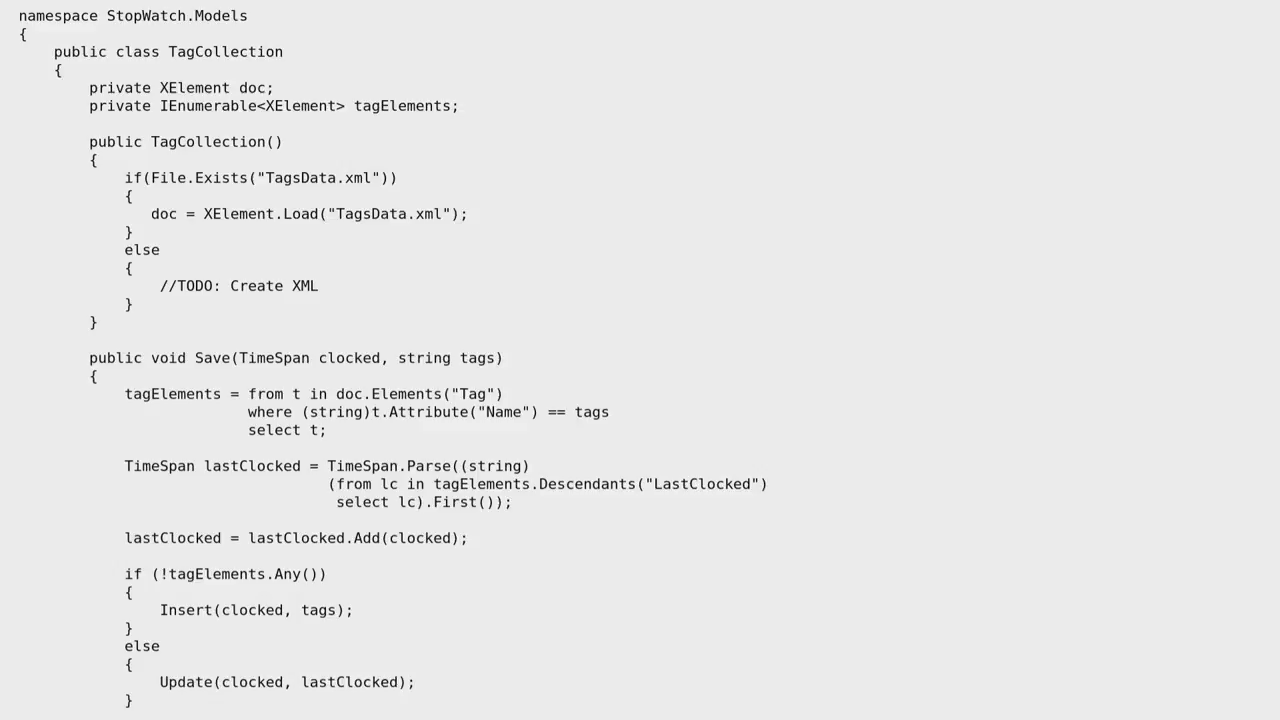 namespace StopWatch.Models
{
    public class TagCollection
    {
        private XElement doc;
        private IEnumerable<XElement> tagElements;

        public TagCollection()
        {
            if(File.Exists("TagsData.xml"))
            {
               doc = XElement.Load("TagsData.xml");
            }
            else
            {
                //TODO: Create XML
            }
        }

        public void Save(TimeSpan clocked, string tags)
        {
            tagElements = from t in doc.Elements("Tag")
                          where (string)t.Attribute("Name") == tags
                          select t;

            TimeSpan lastClocked = TimeSpan.Parse((string)
                                   (from lc in tagElements.Descendants("LastClocked")
                                    select lc).First());

            lastClocked = lastClocked.Add(clocked);

            if (!tagElements.Any())
            {
                Insert(clocked, tags);
            }
            else
            {
                Update(clocked, lastClocked);
            }